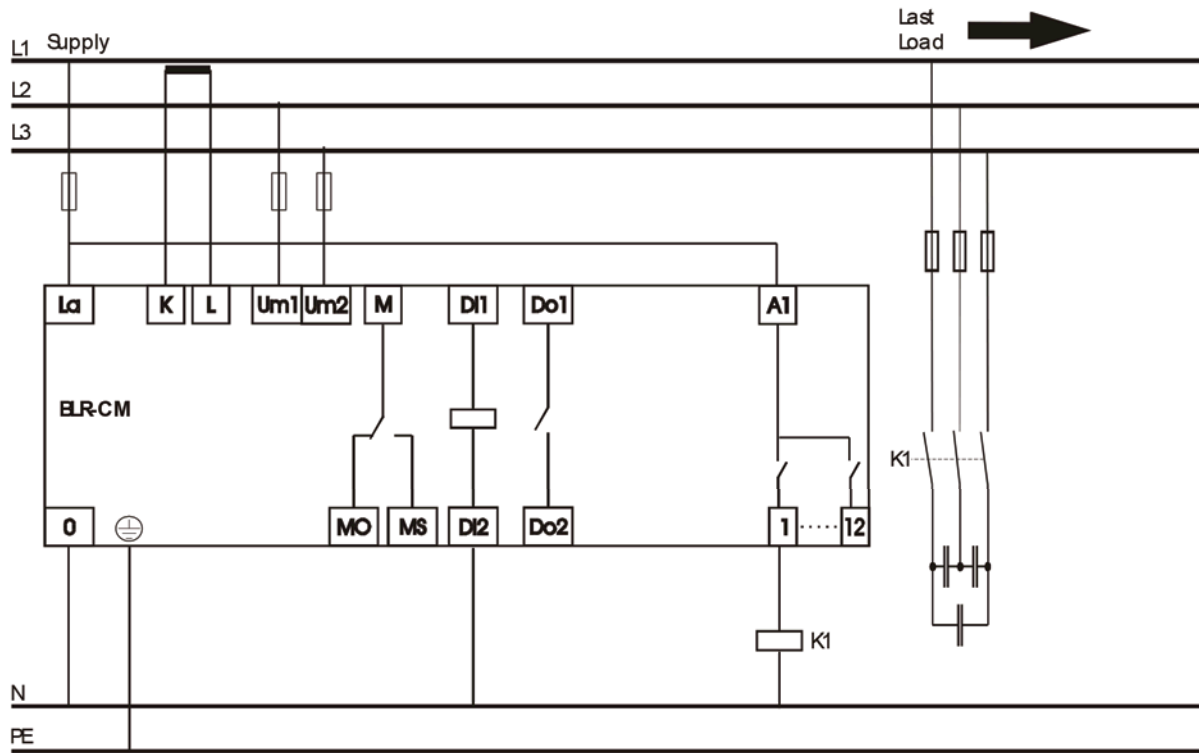 Last
Load
Supply
L1
L2
L3
La
K
L
Um1
Um2
M
DI1
Do1
A1
BLR-CM
K1
0
MO
MS
DI2
Do2
1
12
K1
N
PE